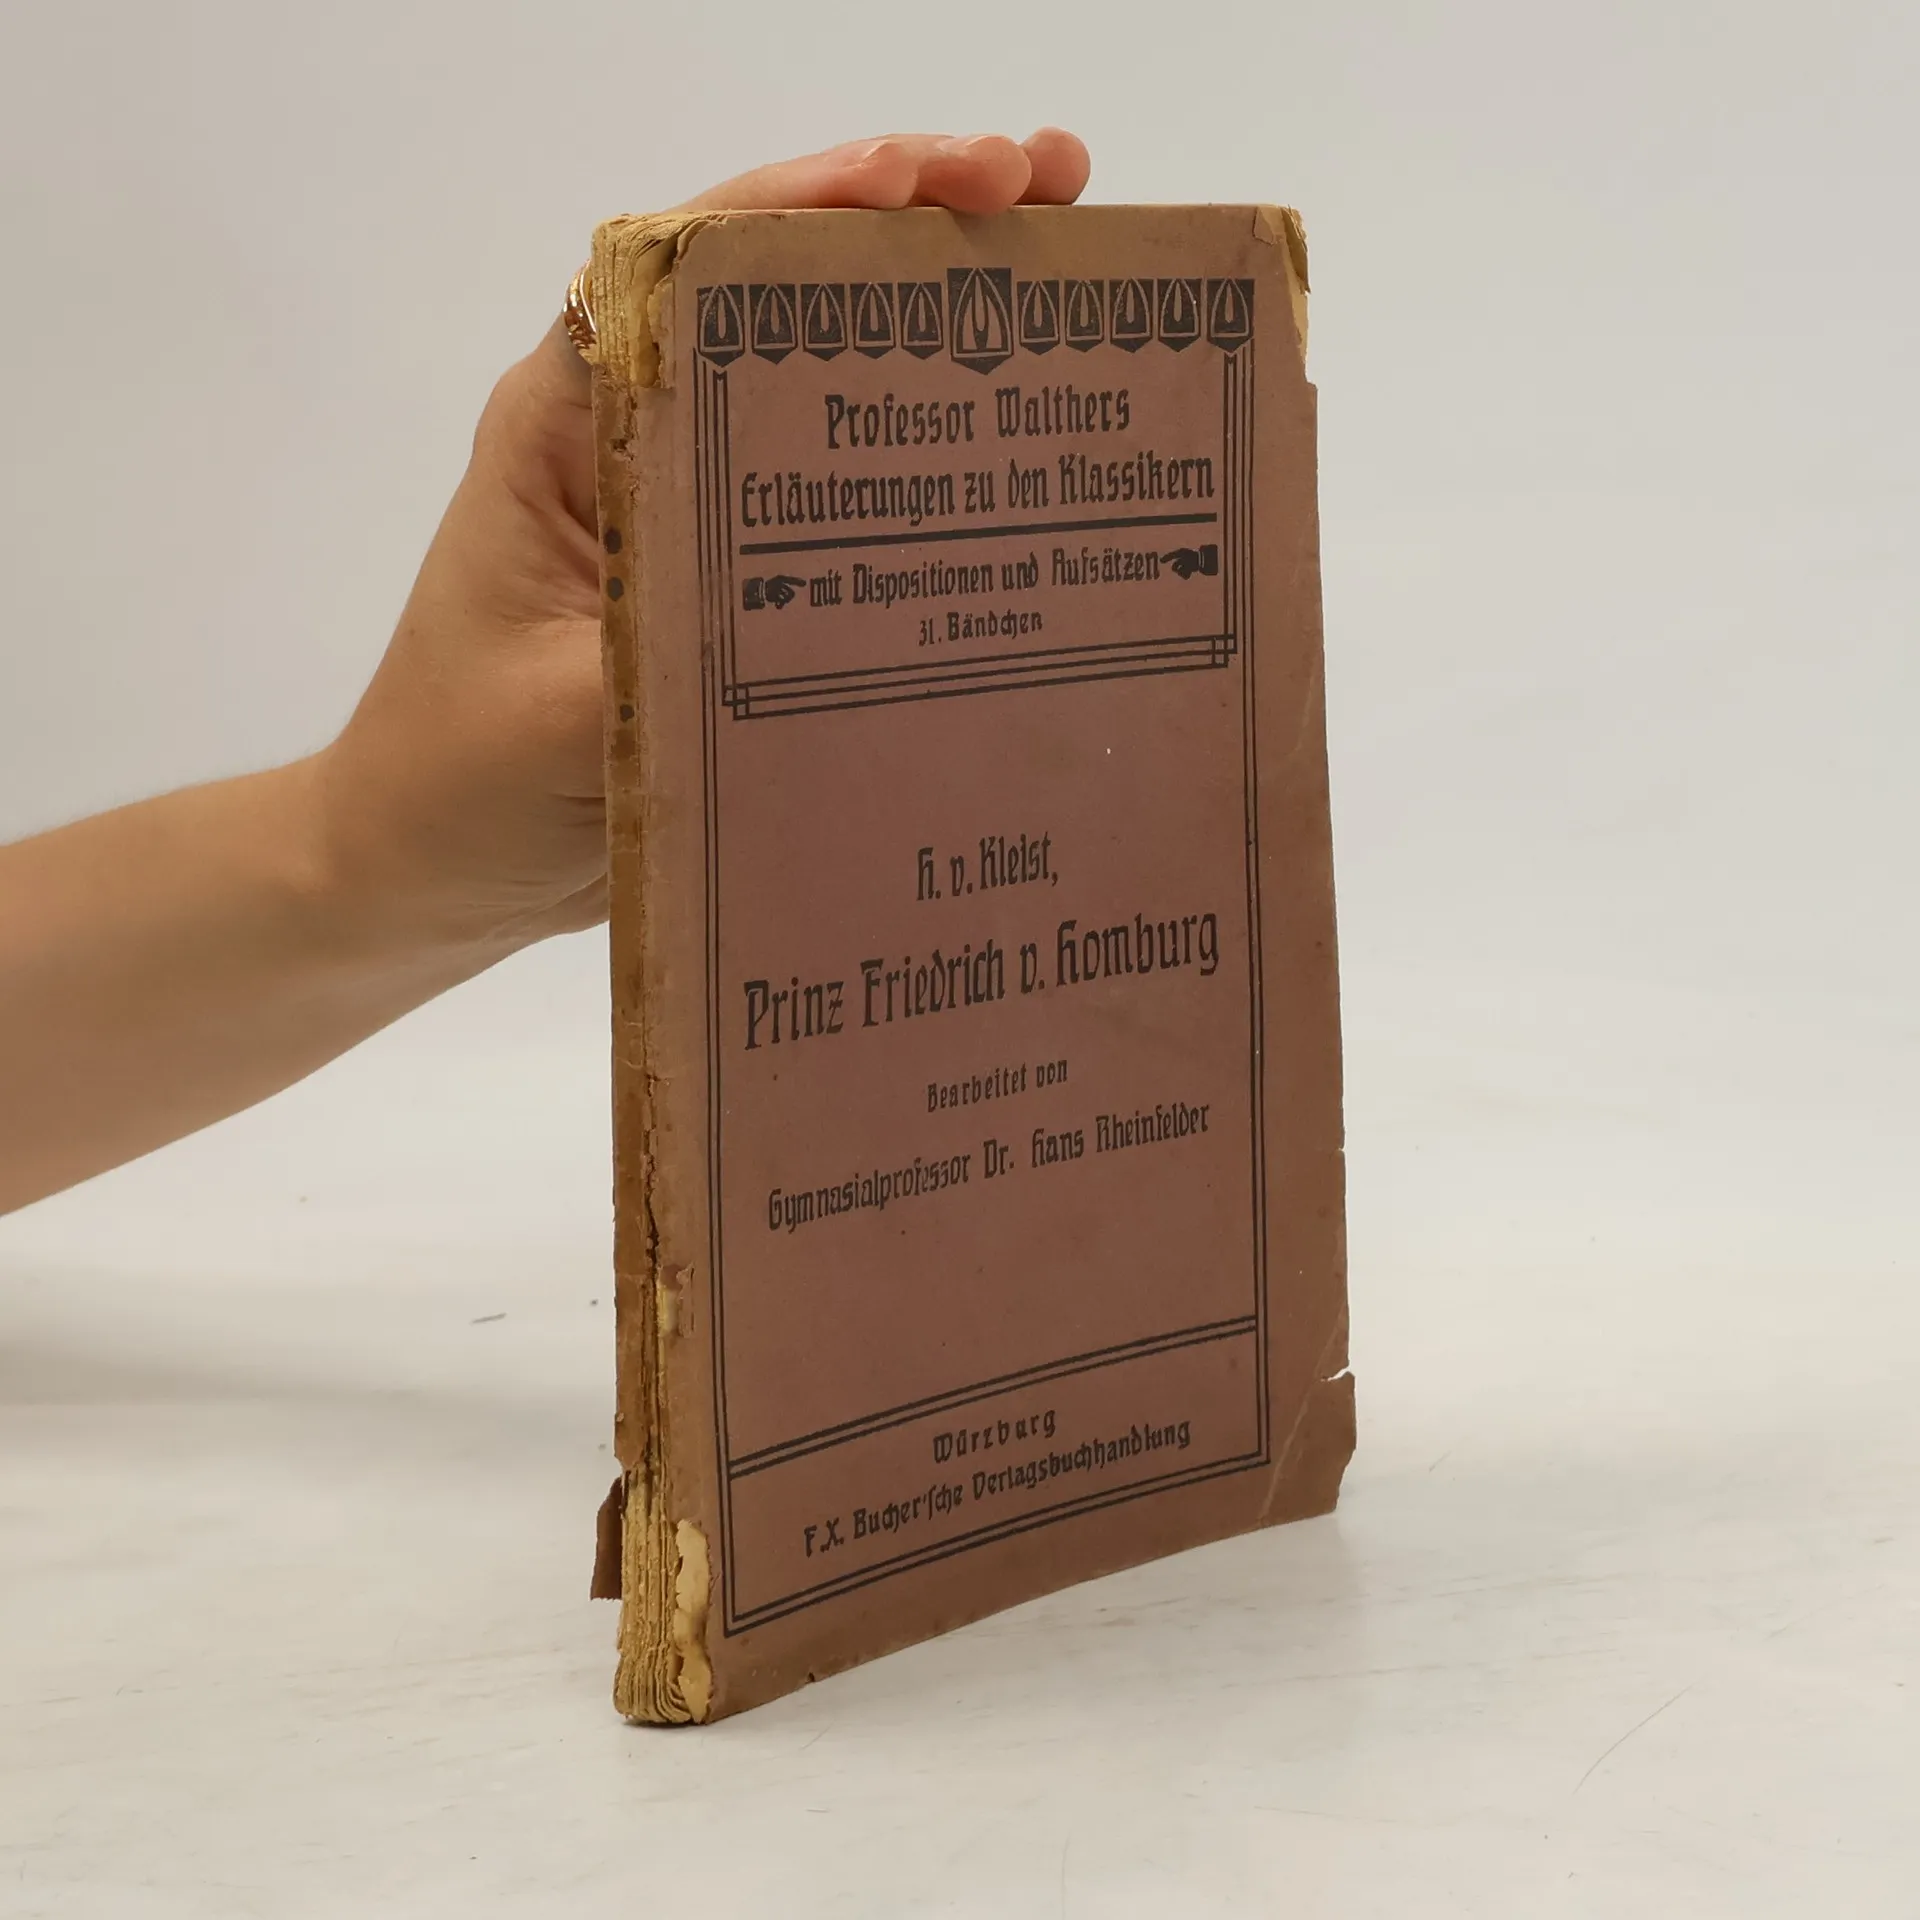 Professor Walthers
Erläuterungen zu den Klassikern
mit Dispositionen und Aufsätzen
31. Bändchen
H. v. Kleist,
Prinz Friedrich v. Homburg
Bearbeitet von
Gymnasialprofessor Dr. Hans Rheinfelder
Würzburg
F.X. Bucher'sche Verlagsbuchhandlung